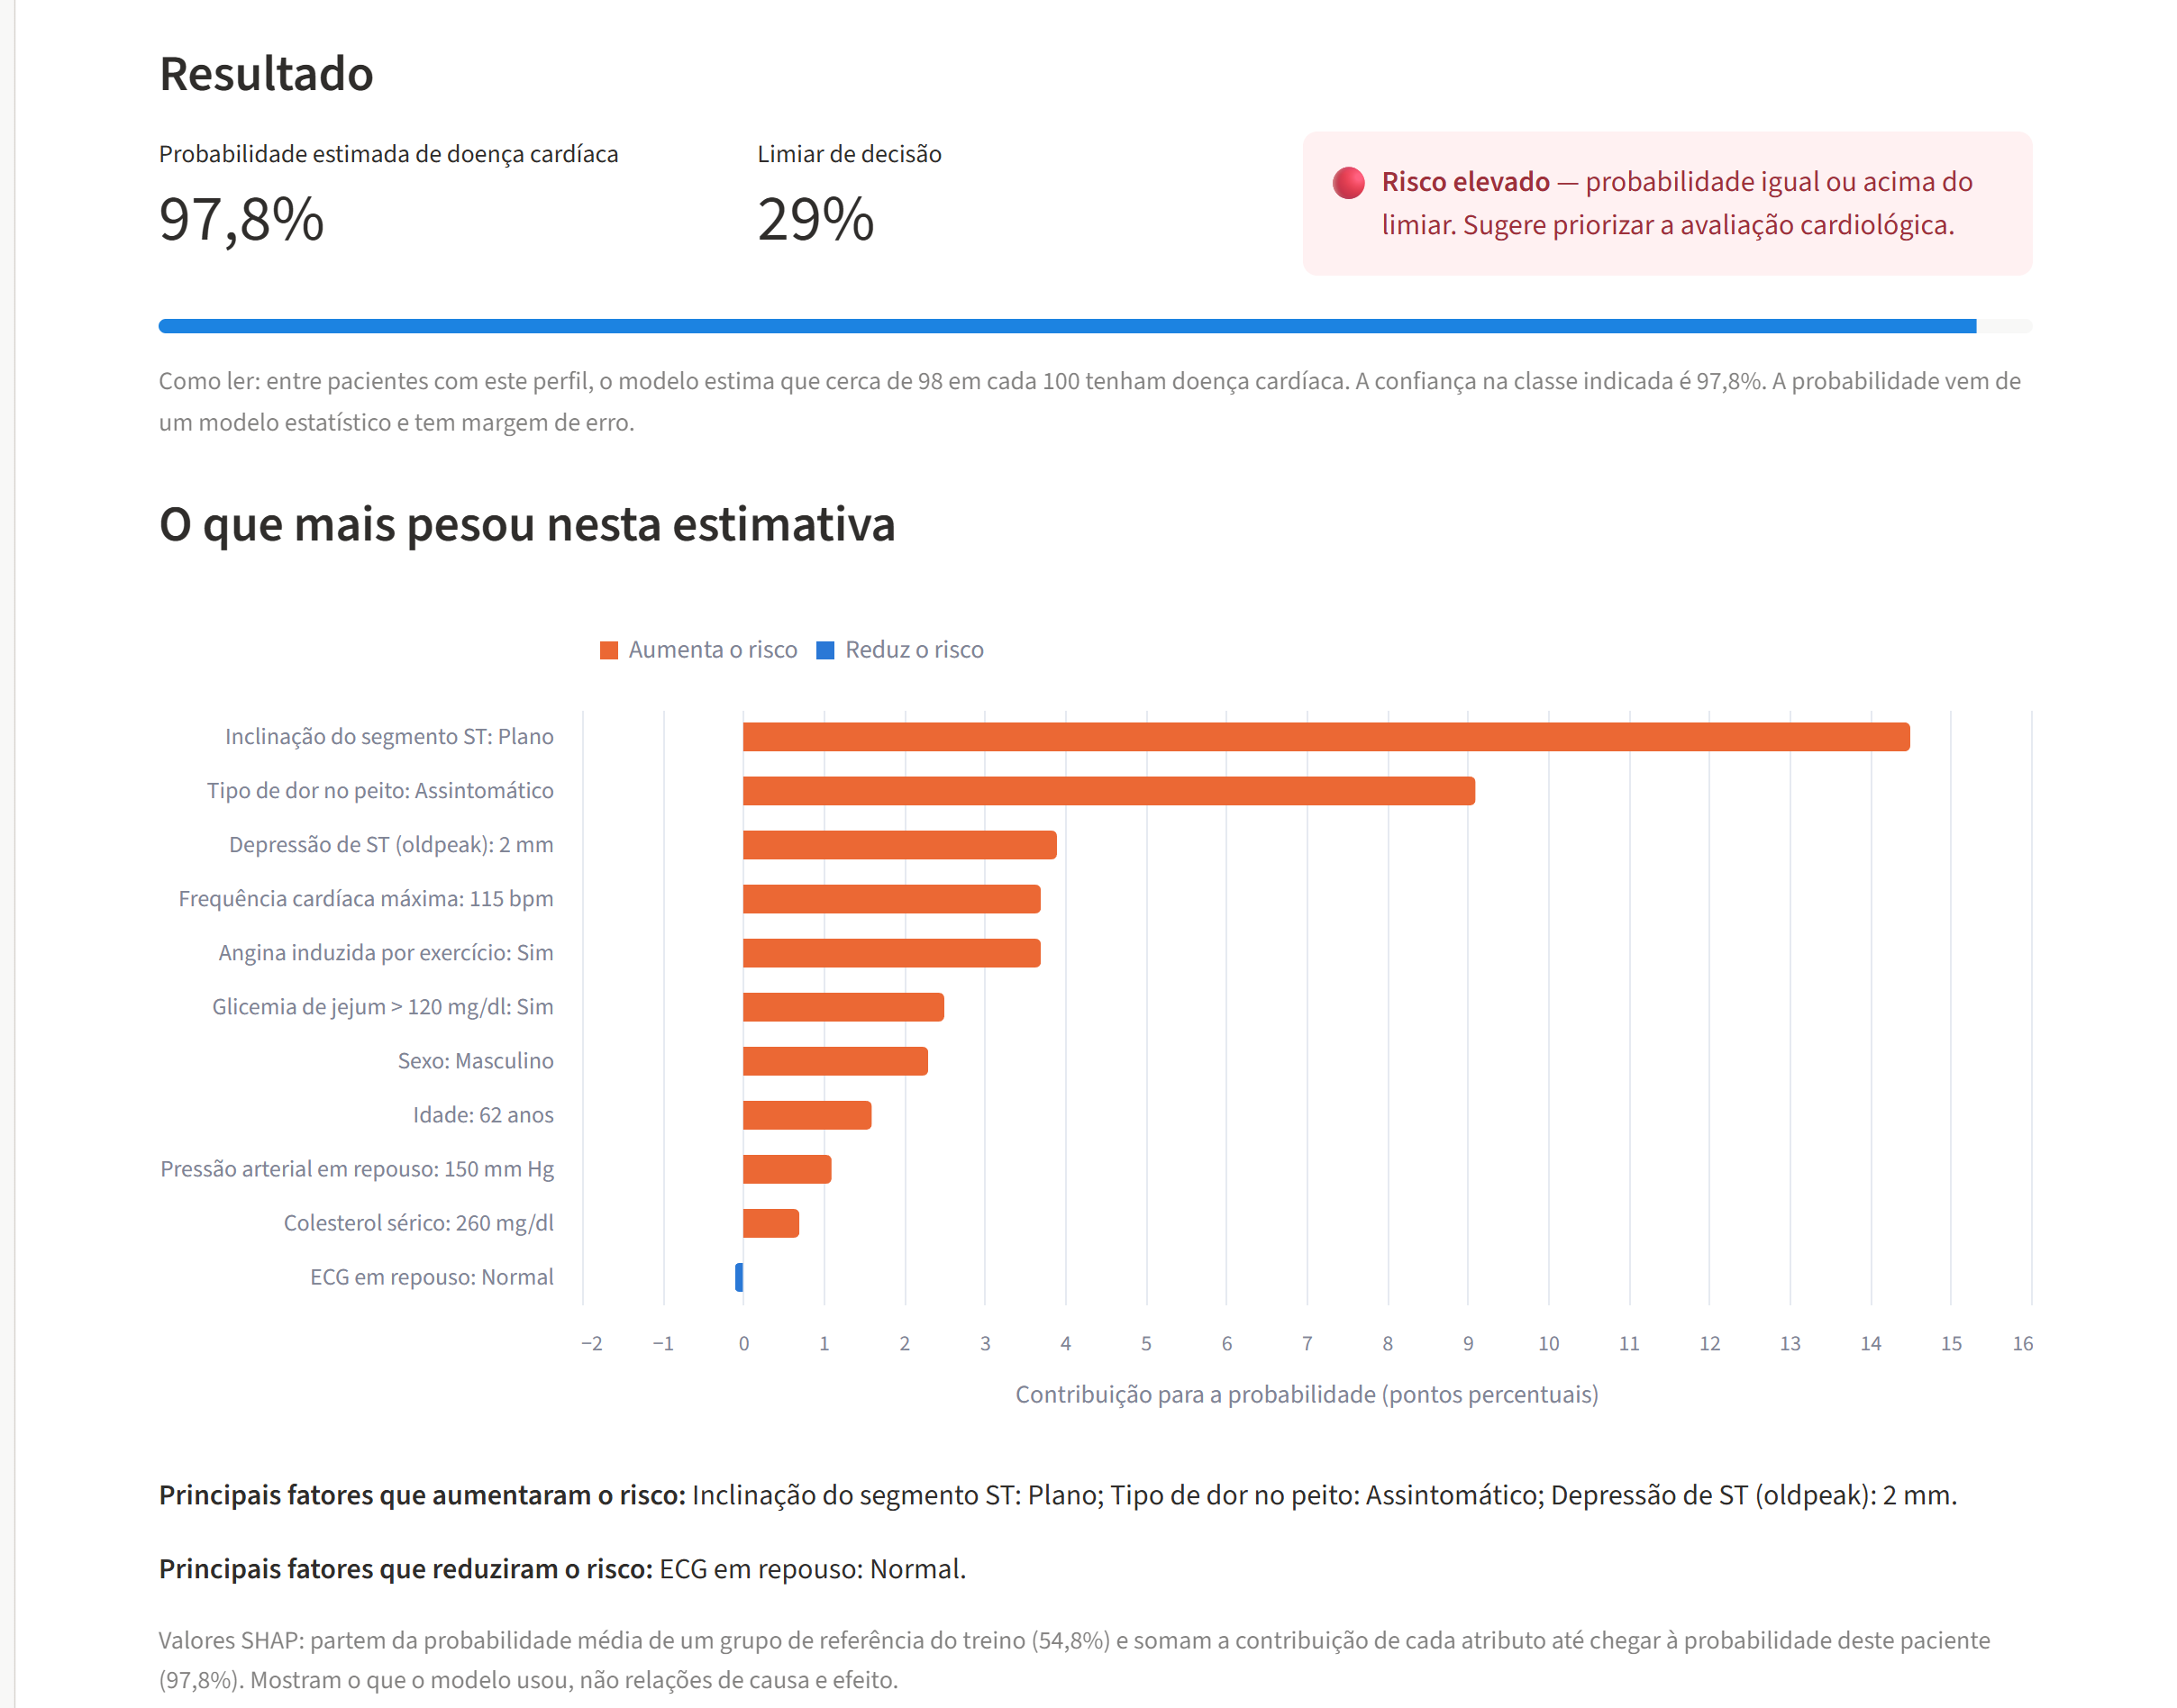 Resultado
Probabilidade estimada de doença cardíaca
97,8%
Limiar de decisão
29%
Risco elevado — probabilidade igual ou acima do
limiar. Sugere priorizar a avaliação cardiológica.
Como ler: entre pacientes com este perfil, o modelo estima que cerca de 98 em cada 100 tenham doença cardíaca. A confiança na classe indicada é 97,8%. A probabilidade vem de
um modelo estatístico e tem margem de erro.
O que mais pesou nesta estimativa
Aumenta o risco
Reduz o risco
Inclinação do segmento ST: Plano
Tipo de dor no peito: Assintomático
Depressão de ST (oldpeak): 2 mm
Frequência cardíaca máxima: 115 bpm
Angina induzida por exercício: Sim
Glicemia de jejum > 120 mg/dl: Sim
Sexo: Masculino
Idade: 62 anos
Pressão arterial em repouso: 150 mm Hg
Colesterol sérico: 260 mg/dl
ECG em repouso: Normal
−2 −1 0 1 2 3 4 5 6 7 8 9 10 11 12 13 14 15 16
Contribuição para a probabilidade (pontos percentuais)
Principais fatores que aumentaram o risco: Inclinação do segmento ST: Plano; Tipo de dor no peito: Assintomático; Depressão de ST (oldpeak): 2 mm.
Principais fatores que reduziram o risco: ECG em repouso: Normal.
Valores SHAP: partem da probabilidade média de um grupo de referência do treino (54,8%) e somam a contribuição de cada atributo até chegar à probabilidade deste paciente
(97,8%). Mostram o que o modelo usou, não relações de causa e efeito.